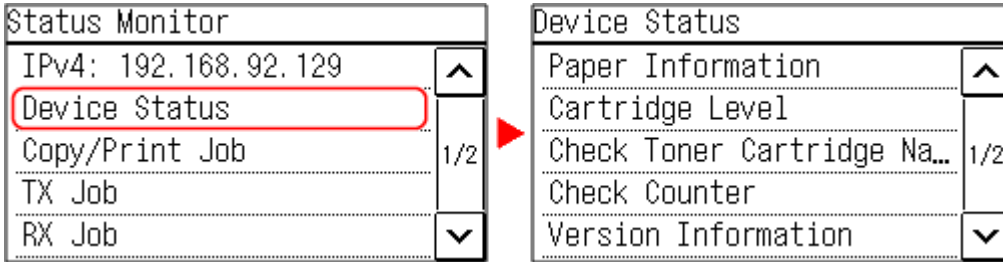 Status Monitor
IPv4: 192.168.92.129
Device Status
Copy/Print Job
TX Job
RX Job
1/2
Device Status
Paper Information
Cartridge Level
Check Toner Cartridge Na…
Check Counter
Version Information
1/2